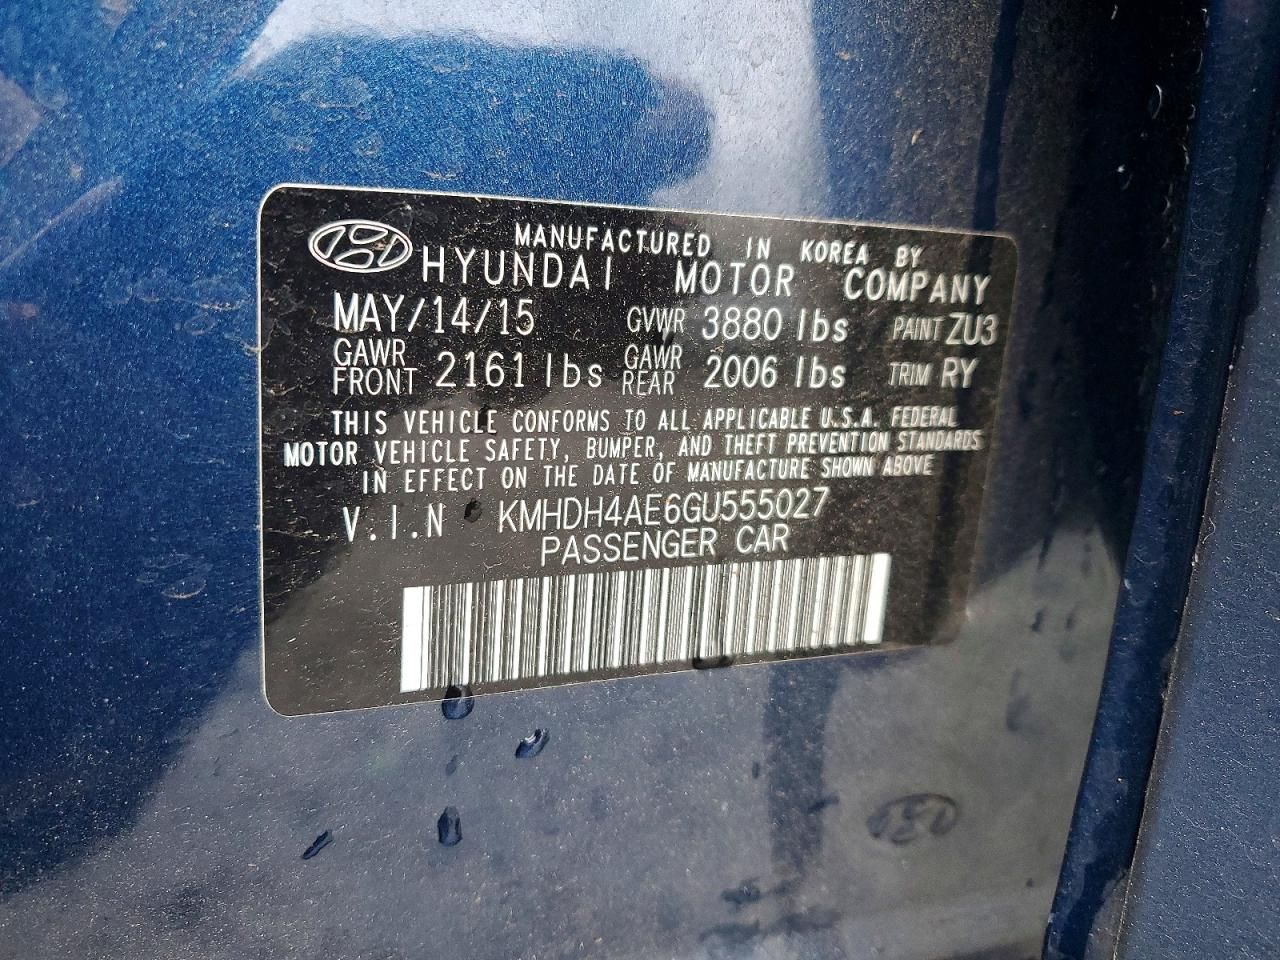 MANUFACTURED IN KOREA BY
HYUNDAI MOTOR COMPANY
MAY/14/15 GVWR 3880 lbs PAINT ZU3
GAWR FRONT 2161 lbs GAWR REAR 2006 lbs TRIM RY
THIS VEHICLE CONFORMS TO ALL APPLICABLE U.S.A. FEDERAL
MOTOR VEHICLE SAFETY, BUMPER, AND THEFT PREVENTION STANDARDS
IN EFFECT ON THE DATE OF MANUFACTURE SHOWN ABOVE
V.I.N KMHDH4AE6GU555027
PASSENGER CAR